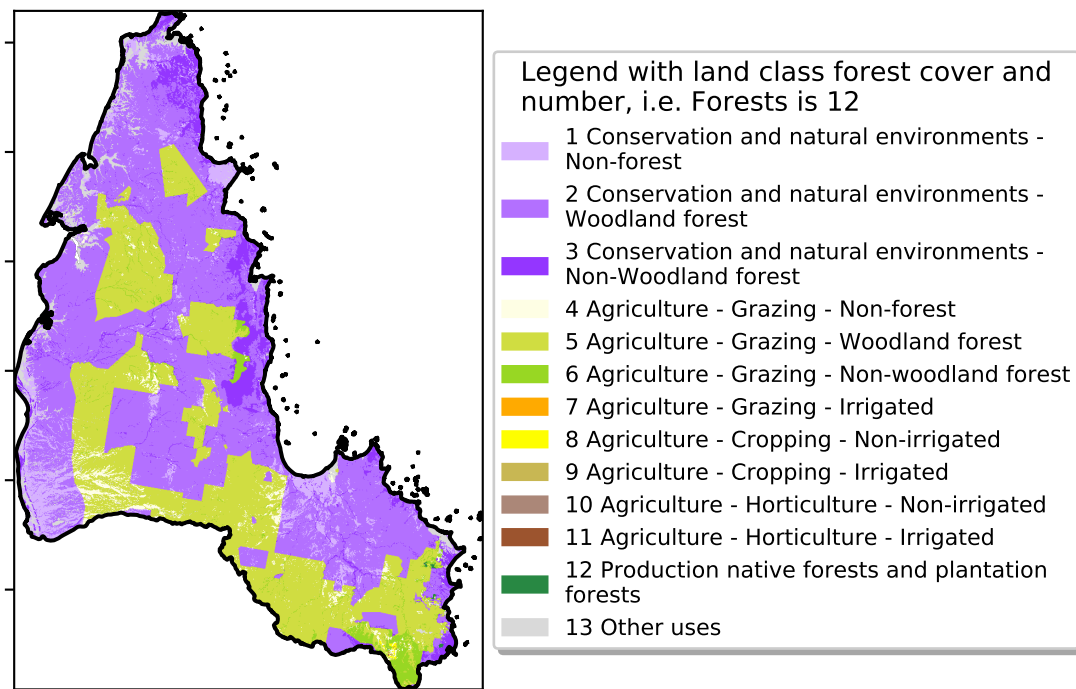 Legend with land class forest cover and
number, i.e. Forests is 12
1 Conservation and natural environments -
Non-forest
2 Conservation and natural environments -
Woodland forest
3 Conservation and natural environments -
Non-Woodland forest
4 Agriculture - Grazing - Non-forest
5 Agriculture - Grazing - Woodland forest
6 Agriculture - Grazing - Non-woodland forest
7 Agriculture - Grazing - Irrigated
8 Agriculture - Cropping - Non-irrigated
9 Agriculture - Cropping - Irrigated
10 Agriculture - Horticulture - Non-irrigated
11 Agriculture - Horticulture - Irrigated
12 Production native forests and plantation
forests
13 Other uses